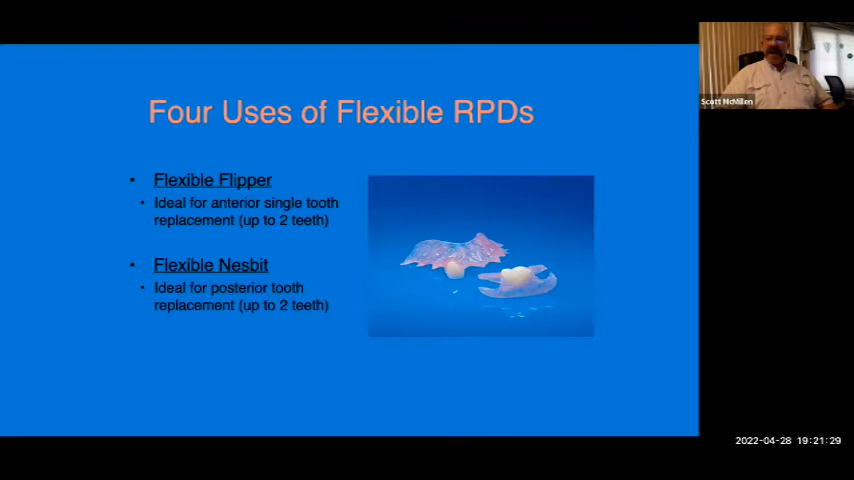 Four Uses of Flexible RPDs
• Flexible Flipper
• Ideal for anterior single tooth
replacement (up to 2 teeth)
• Flexible Nesbit
• Ideal for posterior tooth
replacement (up to 2 teeth)
Scott McMillen
2022-04-28 19:21:29